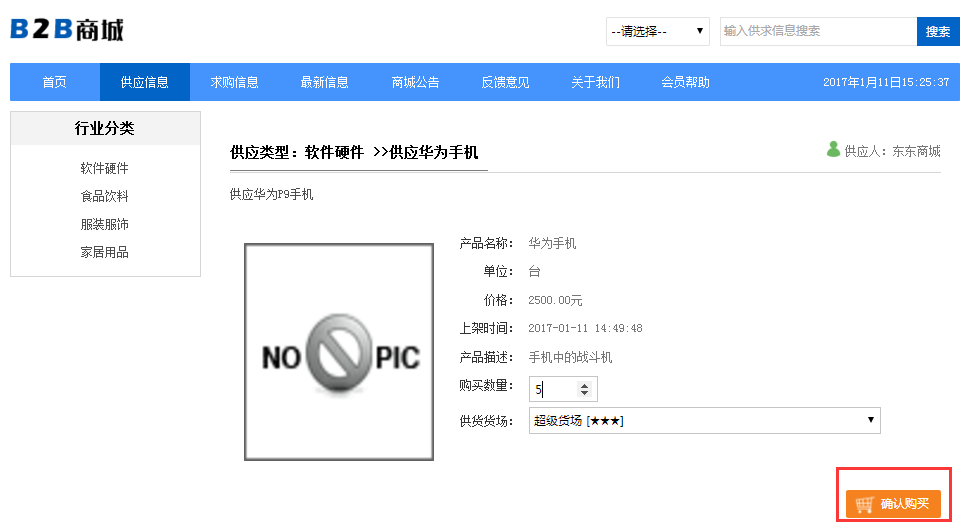 B2B商城
--请选择--
输入供求信息搜索
搜索
首页 供应信息 求购信息 最新信息 商城公告 反馈意见 关于我们 会员帮助 2017年1月11日15:25:37
行业分类
软件硬件
食品饮料
服装服饰
家居用品
供应类型：软件硬件 >>供应华为手机
供应人：东东商城
供应华为P9手机
NO PIC
产品名称： 华为手机
单位： 台
价格： 2500.00元
上架时间： 2017-01-11 14:49:48
产品描述： 手机中的战斗机
购买数量： 5
供货货场： 超级货场 [★★★]
确认购买